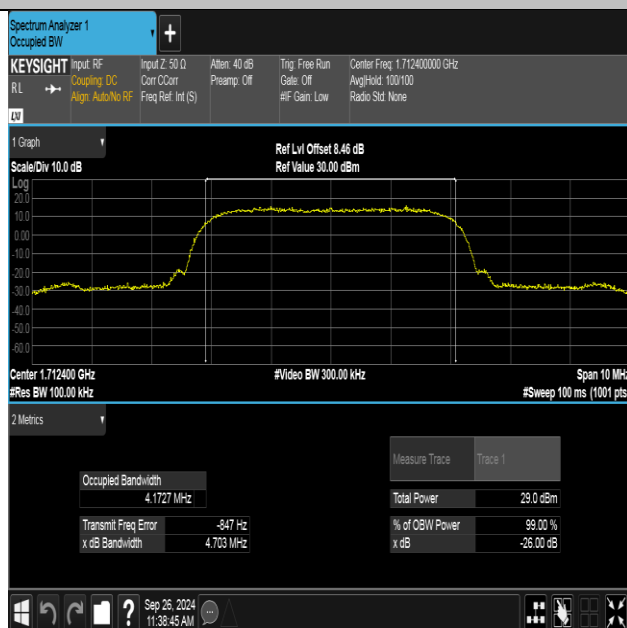 Spectrum Analyzer 1
Occupied BW
+
KEYSIGHT
RL
LXI
Input: RF
Coupling: DC
Align: Auto/No RF
Input Z: 50 Ω
Corr CCorr
Freq Ref: Int (S)
Atten: 40 dB
Preamp: Off
Trig: Free Run
Gate: Off
#IF Gain: Low
Center Freq: 1.712400000 GHz
Avg|Hold: 100/100
Radio Std: None
1 Graph
Scale/Div 10.0 dB
Ref Lvl Offset 8.46 dB
Ref Value 30.00 dBm
Log
20.0
10.0
0.00
-10.0
-20.0
-30.0
-40.0
-50.0
-60.0
Center 1.712400 GHz
#Res BW 100.00 kHz
#Video BW 300.00 kHz
Span 10 MHz
#Sweep 100 ms (1001 pts
2 Metrics
Occupied Bandwidth
4.1727 MHz
Transmit Freq Error -847 Hz
x dB Bandwidth 4.703 MHz
Measure Trace Trace 1
Total Power 29.0 dBm
% of OBW Power 99.00 %
x dB -26.00 dB
?
Sep 26, 2024
11:38:45 AM